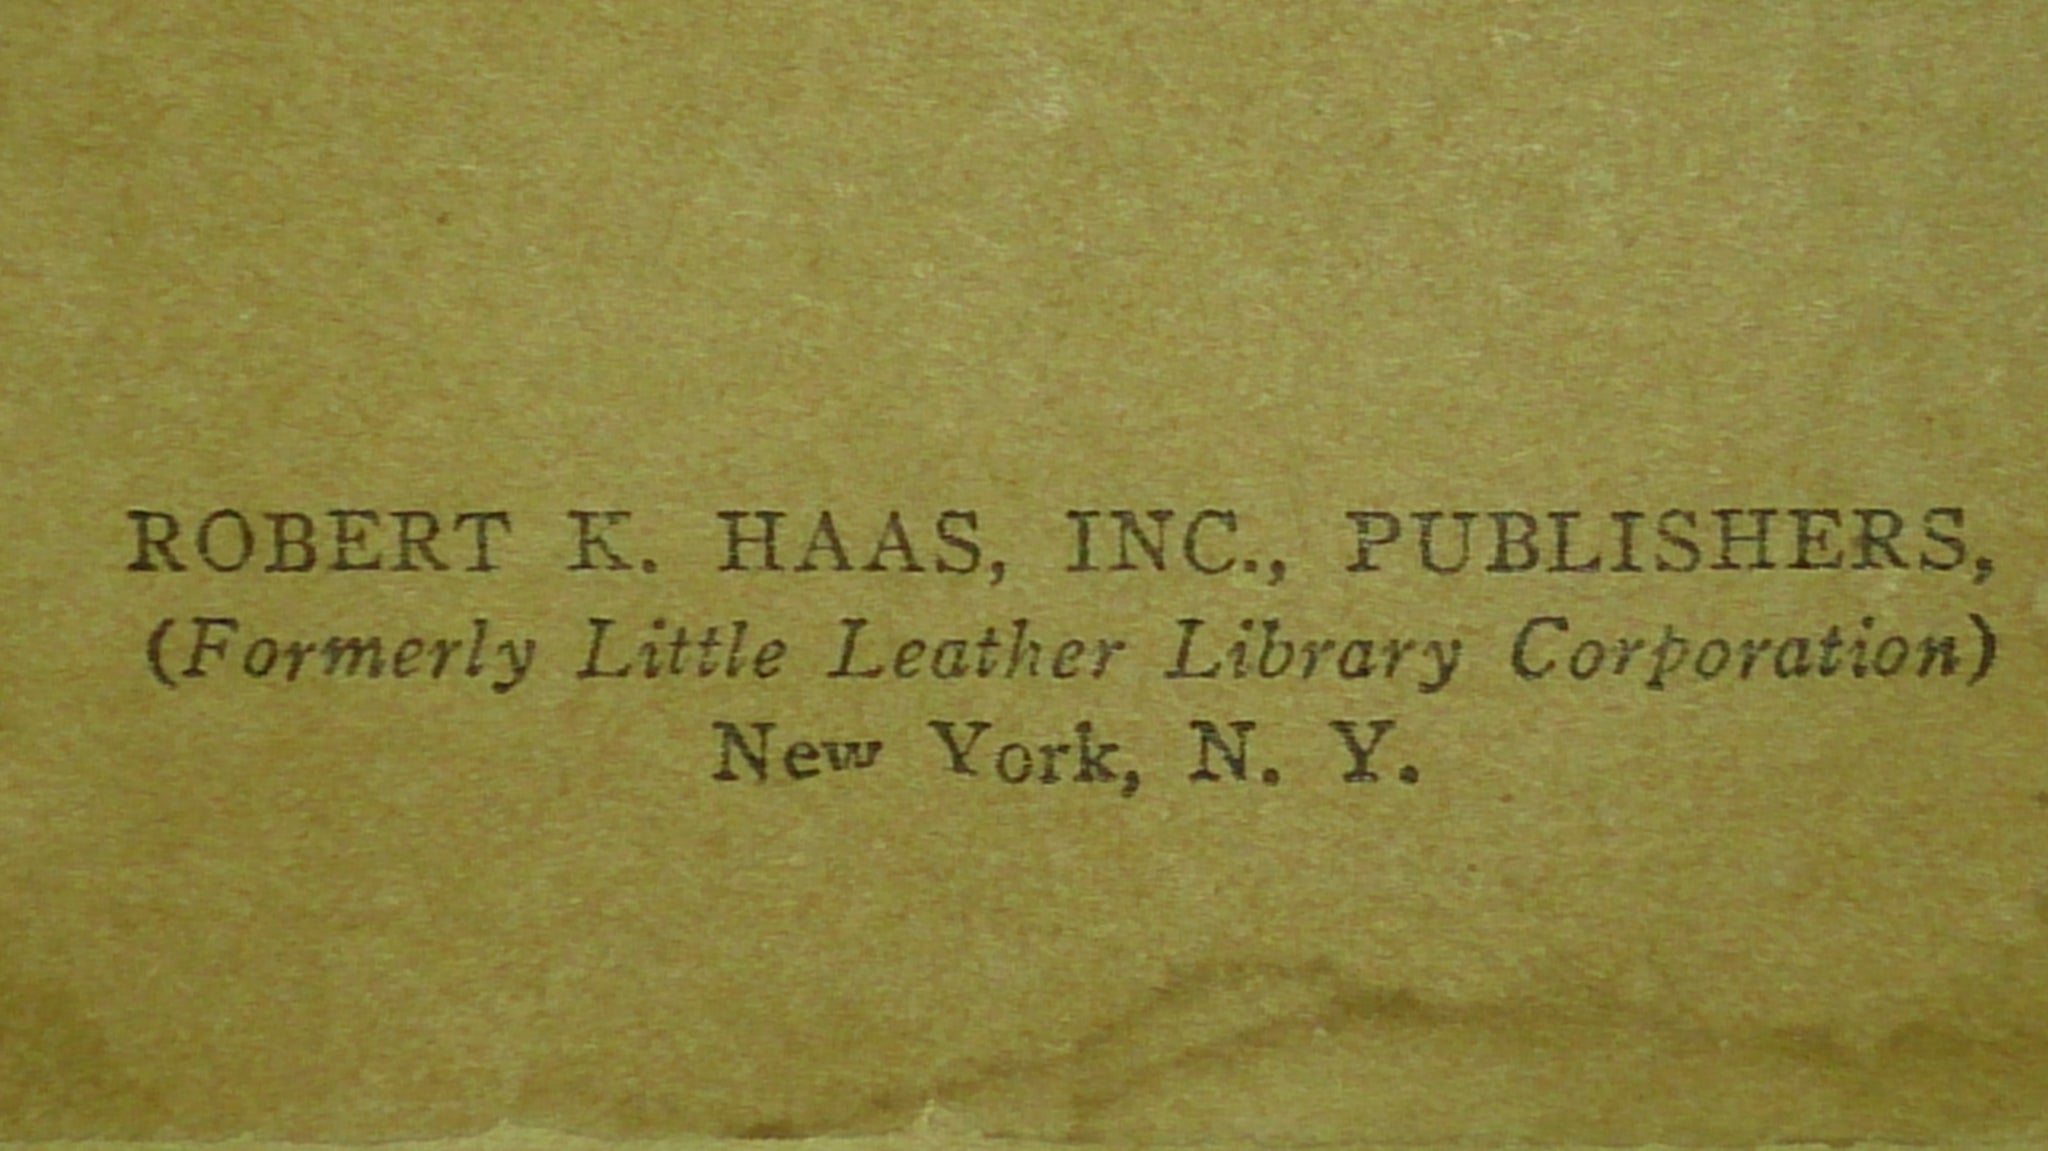 ROBERT K. HAAS, INC., PUBLISHERS,
(Formerly Little Leather Library Corporation)
New York, N. Y.